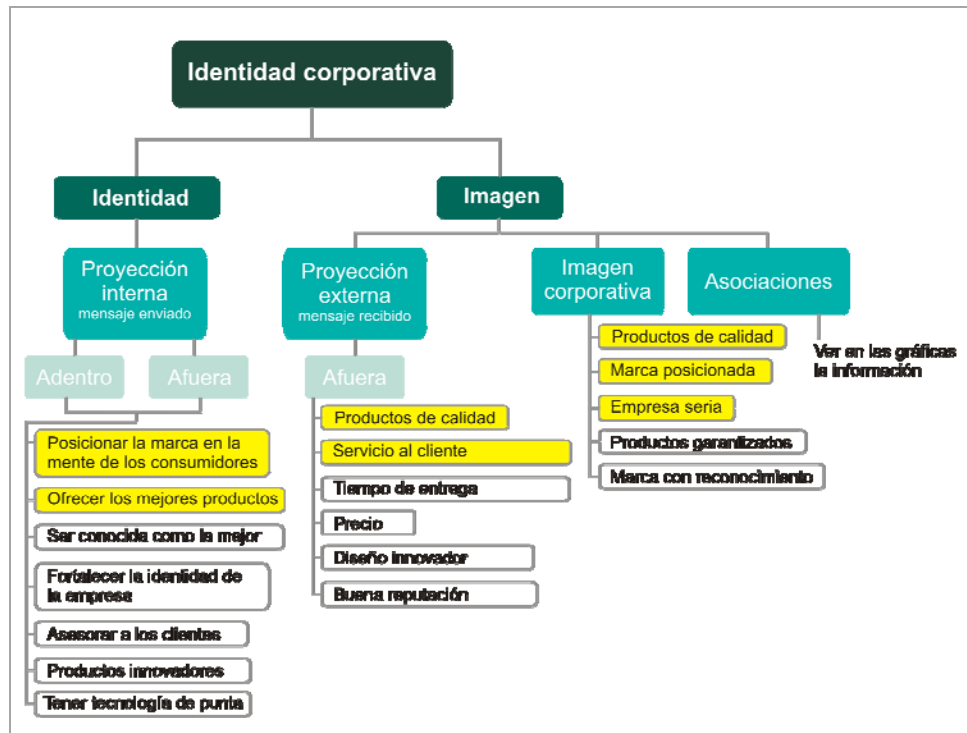 Identidad corporativa
Identidad
Imagen
Proyección
interna
mensaje enviado
Proyección
externa
mensaje recibido
Imagen
corporativa
Asociaciones
Adentro
Afuera
Afuera
Posicionar la marca en la
mente de los consumidores
Ofrecer los mejores productos
Ser conocida como la mejor
Fortalecer la identidad de
la empresa
Asesorar a los clientes
Productos innovadores
Tener tecnología de punta
Productos de calidad
Servicio al cliente
Tiempo de entrega
Precio
Diseño innovador
Buena reputación
Productos de calidad
Marca posicionada
Empresa seria
Productos garantizados
Marca con reconocimiento
Ver en las gráficas
la información